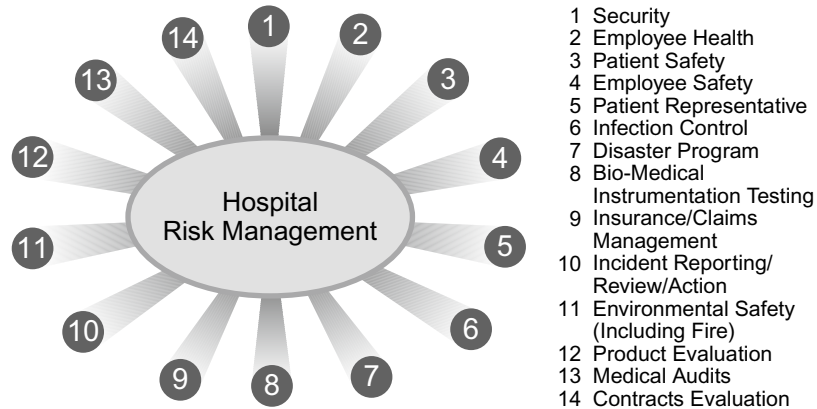 1
2
3
4
5
6
7
8
9
10
11
12
13
14
Hospital
Risk Management
1 Security
2 Employee Health
3 Patient Safety
4 Employee Safety
5 Patient Representative
6 Infection Control
7 Disaster Program
8 Bio-Medical
Instrumentation Testing
9 Insurance/Claims
Management
10 Incident Reporting/
Review/Action
11 Environmental Safety
(Including Fire)
12 Product Evaluation
13 Medical Audits
14 Contracts Evaluation